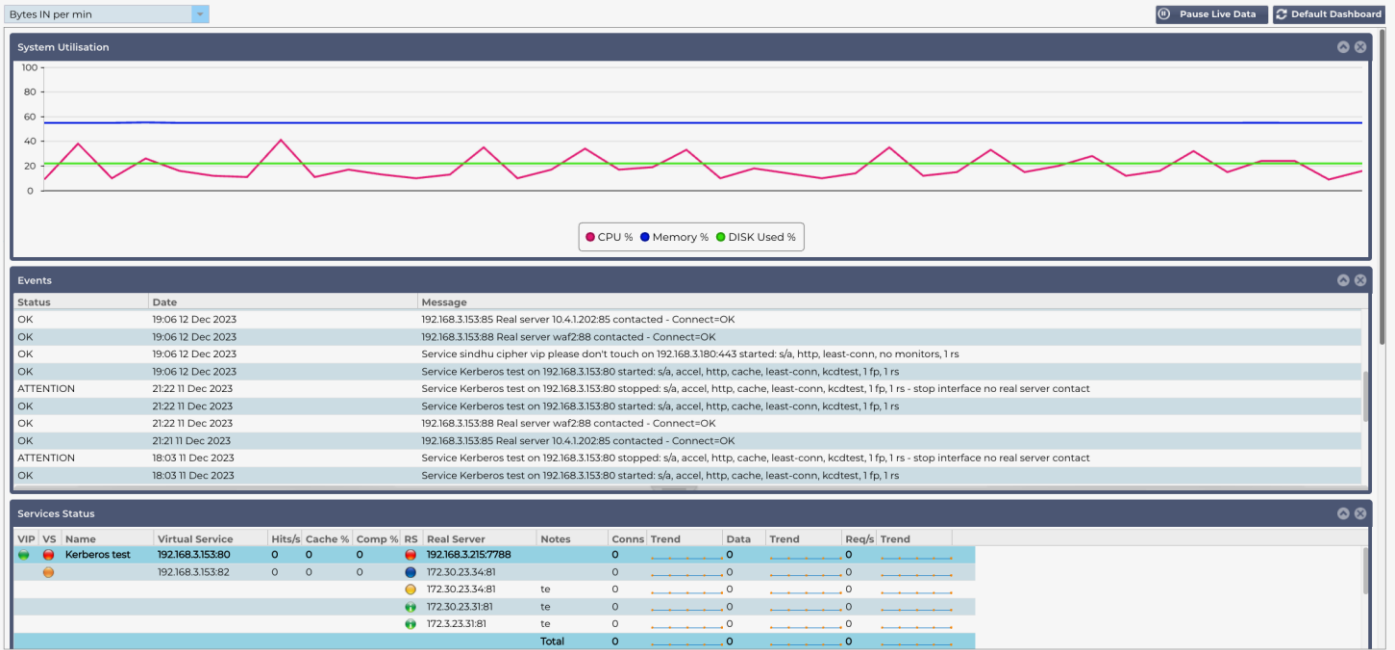 Bytes IN per min Pause Live Data Default Dashboard
System Utilisation
100
80
60
40
20
0
CPU % Memory % DISK Used %
Events
Status Date Message
OK 19:06 12 Dec 2023 192.168.3.153:85 Real server 10.4.1.202:85 contacted - Connect=OK
OK 19:06 12 Dec 2023 192.168.3.153:88 Real server waf2:88 contacted - Connect=OK
OK 19:06 12 Dec 2023 Service sindhu cipher vip please don't touch on 192.168.3.180:443 started: s/a, http, least-conn, no monitors, 1 rs
OK 19:06 12 Dec 2023 Service Kerberos test on 192.168.3.153:80 started: s/a, accel, http, cache, least-conn, kcdtest, 1 fp, 1 rs
ATTENTION 21:22 11 Dec 2023 Service Kerberos test on 192.168.3.153:80 stopped: s/a, accel, http, cache, least-conn, kcdtest, 1 fp, 1 rs - stop interface no real server contact
OK 21:22 11 Dec 2023 Service Kerberos test on 192.168.3.153:80 started: s/a, accel, http, cache, least-conn, kcdtest, 1 fp, 1 rs
OK 21:22 11 Dec 2023 192.168.3.153:88 Real server waf2:88 contacted - Connect=OK
OK 21:21 11 Dec 2023 192.168.3.153:85 Real server 10.4.1.202:85 contacted - Connect=OK
ATTENTION 18:03 11 Dec 2023 Service Kerberos test on 192.168.3.153:80 stopped: s/a, accel, http, cache, least-conn, kcdtest, 1 fp, 1 rs - stop interface no real server contact
OK 18:03 11 Dec 2023 Service Kerberos test on 192.168.3.153:80 started: s/a, accel, http, cache, least-conn, kcdtest, 1 fp, 1 rs
Services Status
VIP VS Name Virtual Service Hits/s Cache % Comp % RS Real Server Notes Conns Trend Data Trend Req/s Trend
Kerberos test 192.168.3.153:80 0 0 0 192.168.3.215:7788 0 0 0
192.168.3.153:82 0 0 0 172.30.23.34:81 0 0 0
172.30.23.34:81 te 0 0 0
172.30.23.31:81 te 0 0 0
172.3.23.31:81 te 0 0 0
Total 0 0 0